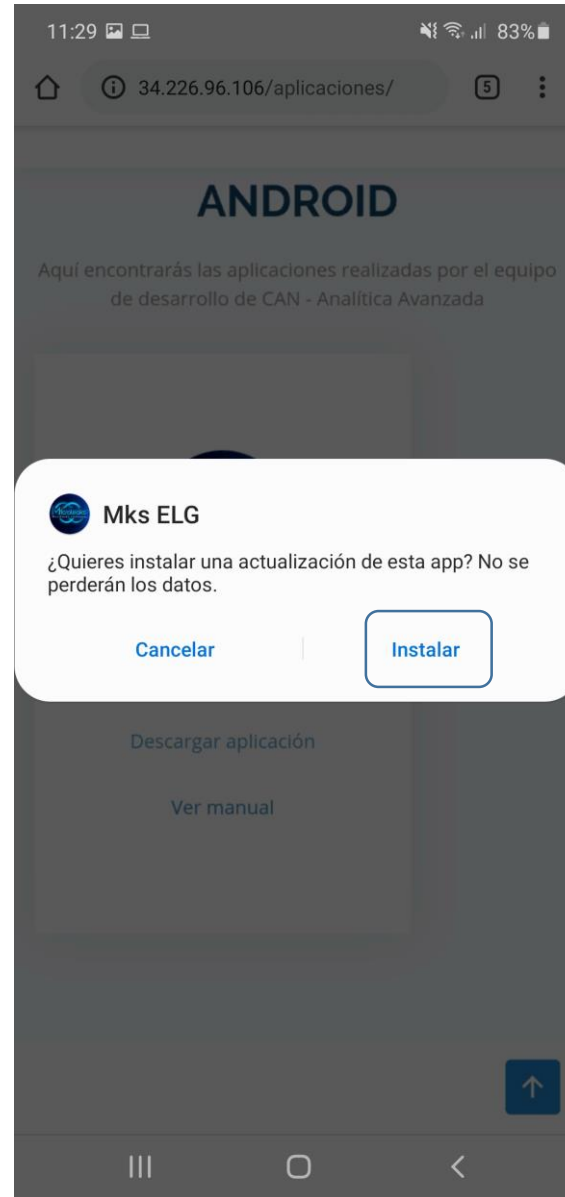 11:29 83%
34.226.96.106/aplicaciones/ 5
ANDROID
Aquí encontrarás las aplicaciones realizadas por el equipo
de desarrollo de CAN - Analítica Avanzada
Mks ELG
¿Quieres instalar una actualización de esta app? No se
perderán los datos.
Cancelar Instalar
Descargar aplicación
Ver manual